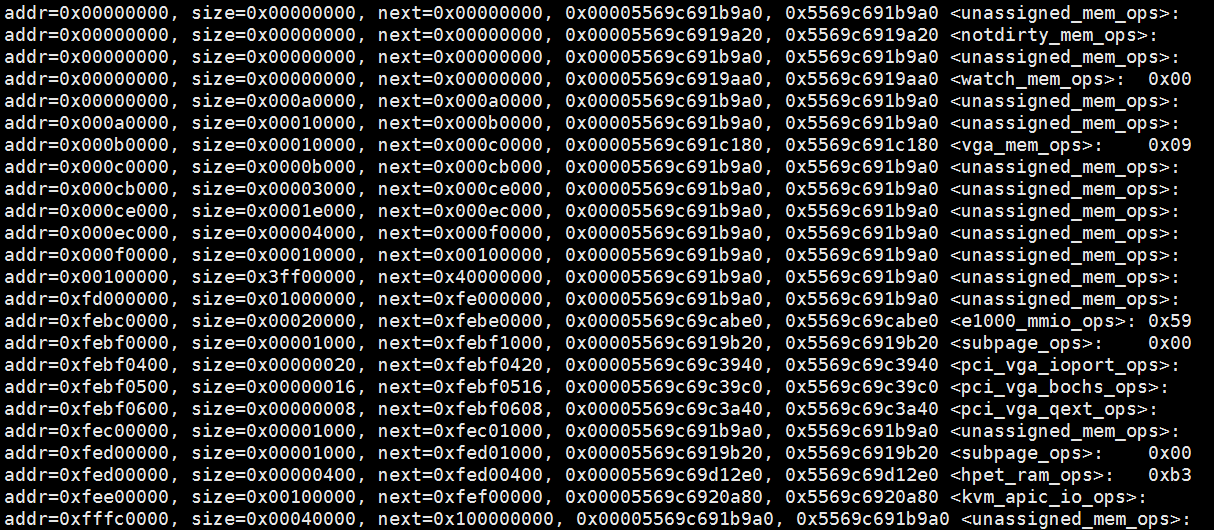 addr=0x00000000, size=0x00000000, next=0x00000000, 0x00005569c691b9a0, 0x5569c691b9a0 <unassigned_mem_ops>:
addr=0x00000000, size=0x00000000, next=0x00000000, 0x00005569c6919a20, 0x5569c6919a20 <notdirty_mem_ops>:
addr=0x00000000, size=0x00000000, next=0x00000000, 0x00005569c691b9a0, 0x5569c691b9a0 <unassigned_mem_ops>:
addr=0x00000000, size=0x00000000, next=0x00000000, 0x00005569c6919aa0, 0x5569c6919aa0 <watch_mem_ops>: 0x00
addr=0x00000000, size=0x000a0000, next=0x000a0000, 0x00005569c691b9a0, 0x5569c691b9a0 <unassigned_mem_ops>:
addr=0x000a0000, size=0x00010000, next=0x000b0000, 0x00005569c691b9a0, 0x5569c691b9a0 <unassigned_mem_ops>:
addr=0x000b0000, size=0x00010000, next=0x000c0000, 0x00005569c691c180, 0x5569c691c180 <vga_mem_ops>: 0x09
addr=0x000c0000, size=0x0000b000, next=0x000cb000, 0x00005569c691b9a0, 0x5569c691b9a0 <unassigned_mem_ops>:
addr=0x000cb000, size=0x00003000, next=0x000ce000, 0x00005569c691b9a0, 0x5569c691b9a0 <unassigned_mem_ops>:
addr=0x000ce000, size=0x0001e000, next=0x000ec000, 0x00005569c691b9a0, 0x5569c691b9a0 <unassigned_mem_ops>:
addr=0x000ec000, size=0x00004000, next=0x000f0000, 0x00005569c691b9a0, 0x5569c691b9a0 <unassigned_mem_ops>:
addr=0x000f0000, size=0x00010000, next=0x00100000, 0x00005569c691b9a0, 0x5569c691b9a0 <unassigned_mem_ops>:
addr=0x00100000, size=0x3ff00000, next=0x40000000, 0x00005569c691b9a0, 0x5569c691b9a0 <unassigned_mem_ops>:
addr=0xfd000000, size=0x01000000, next=0xfe000000, 0x00005569c691b9a0, 0x5569c691b9a0 <unassigned_mem_ops>:
addr=0xfebc0000, size=0x00020000, next=0xfebe0000, 0x00005569c69cabe0, 0x5569c69cabe0 <e1000_mmio_ops>: 0x59
addr=0xfebf0000, size=0x00001000, next=0xfebf1000, 0x00005569c6919b20, 0x5569c6919b20 <subpage_ops>: 0x00
addr=0xfebf0400, size=0x00000020, next=0xfebf0420, 0x00005569c69c3940, 0x5569c69c3940 <pci_vga_ioport_ops>:
addr=0xfebf0500, size=0x00000016, next=0xfebf0516, 0x00005569c69c39c0, 0x5569c69c39c0 <pci_vga_bochs_ops>:
addr=0xfebf0600, size=0x00000008, next=0xfebf0608, 0x00005569c69c3a40, 0x5569c69c3a40 <pci_vga_qext_ops>:
addr=0xfec00000, size=0x00001000, next=0xfec01000, 0x00005569c691b9a0, 0x5569c691b9a0 <unassigned_mem_ops>:
addr=0xfed00000, size=0x00001000, next=0xfed01000, 0x00005569c6919b20, 0x5569c6919b20 <subpage_ops>: 0x00
addr=0xfed00000, size=0x00000400, next=0xfed00400, 0x00005569c69d12e0, 0x5569c69d12e0 <hpet_ram_ops>: 0xb3
addr=0xfee00000, size=0x00100000, next=0xfef00000, 0x00005569c6920a80, 0x5569c6920a80 <kvm_apic_io_ops>:
addr=0xfffc0000, size=0x00040000, next=0x100000000, 0x00005569c691b9a0, 0x5569c691b9a0 <unassigned_mem_ops>: